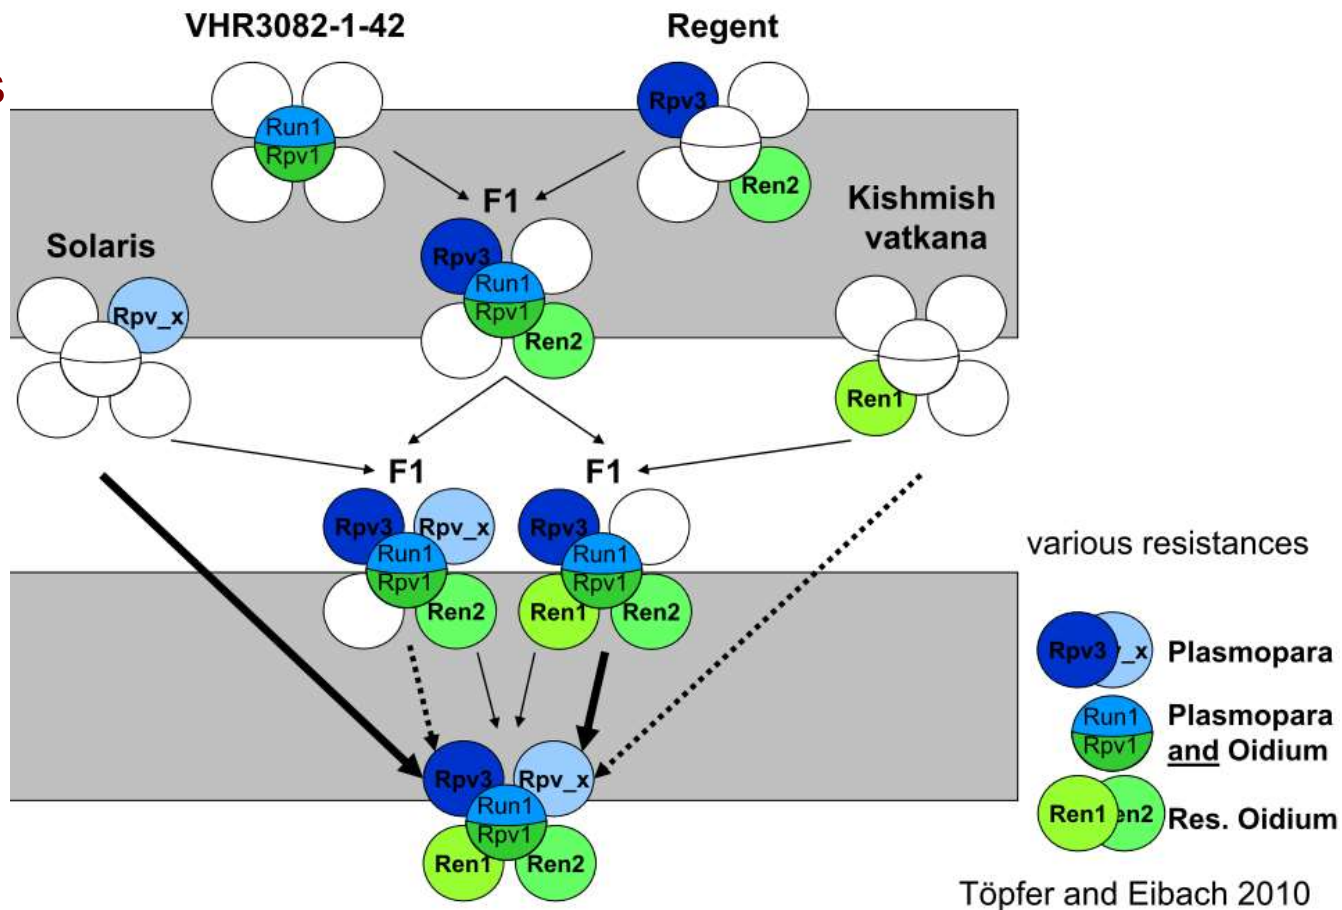 s
VHR3082-1-42
Regent
Run1
Rpv1
Rpv3
Ren2
Kishmish
vatkana
Solaris
F1
Rpv3
Run1
Rpv1
Ren2
Rpv_x
Ren1
F1
F1
Rpv3
Rpv_x
Run1
Rpv1
Ren2
Rpv3
Run1
Rpv1
Ren1
Ren2
various resistances
Rpv3
Rpv_x
Run1
Rpv1
Ren1
Ren2
Rpv3
_x
Plasmopara
Run1
Rpv1
Plasmopara
and Oidium
Ren1
en2
Res. Oidium
Töpfer and Eibach 2010